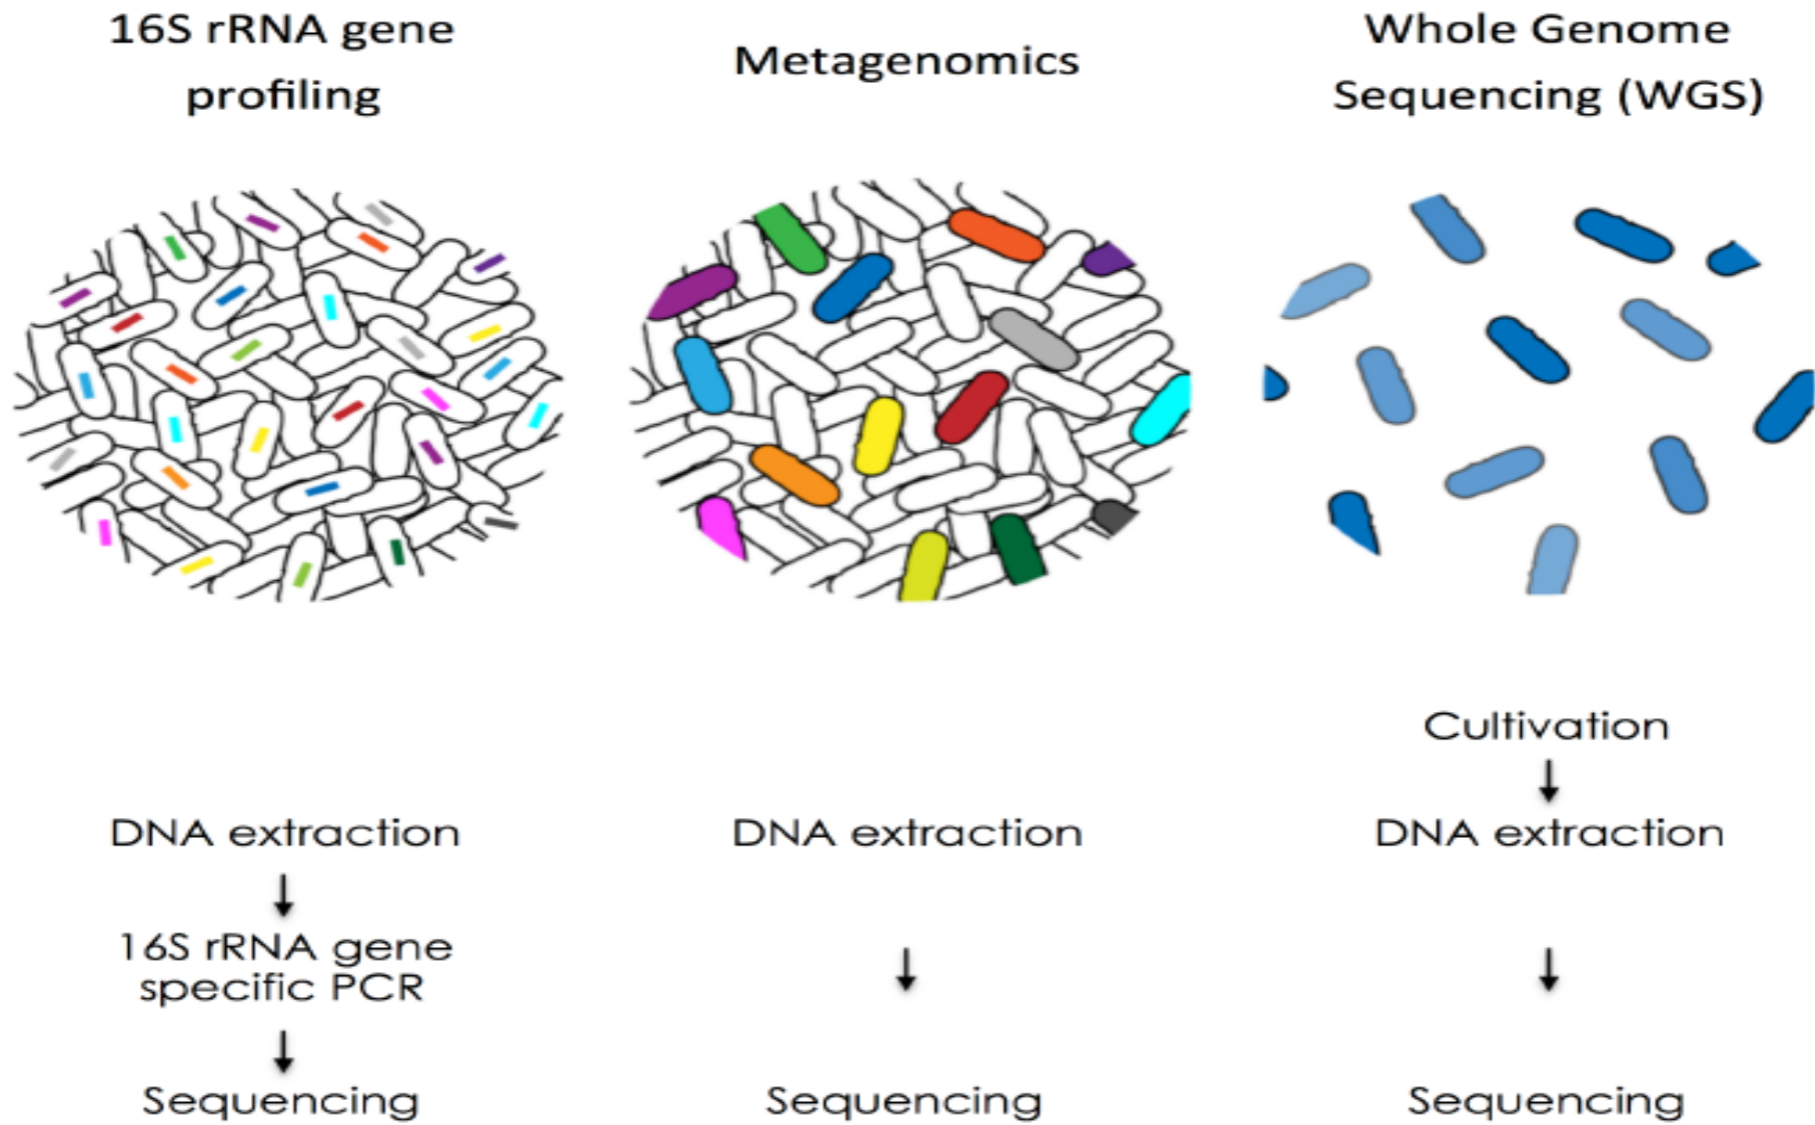 16S rRNA gene
profiling
Metagenomics
Whole Genome
Sequencing (WGS)
DNA extraction
16S rRNA gene
specific PCR
Sequencing
DNA extraction
Sequencing
Cultivation
DNA extraction
Sequencing